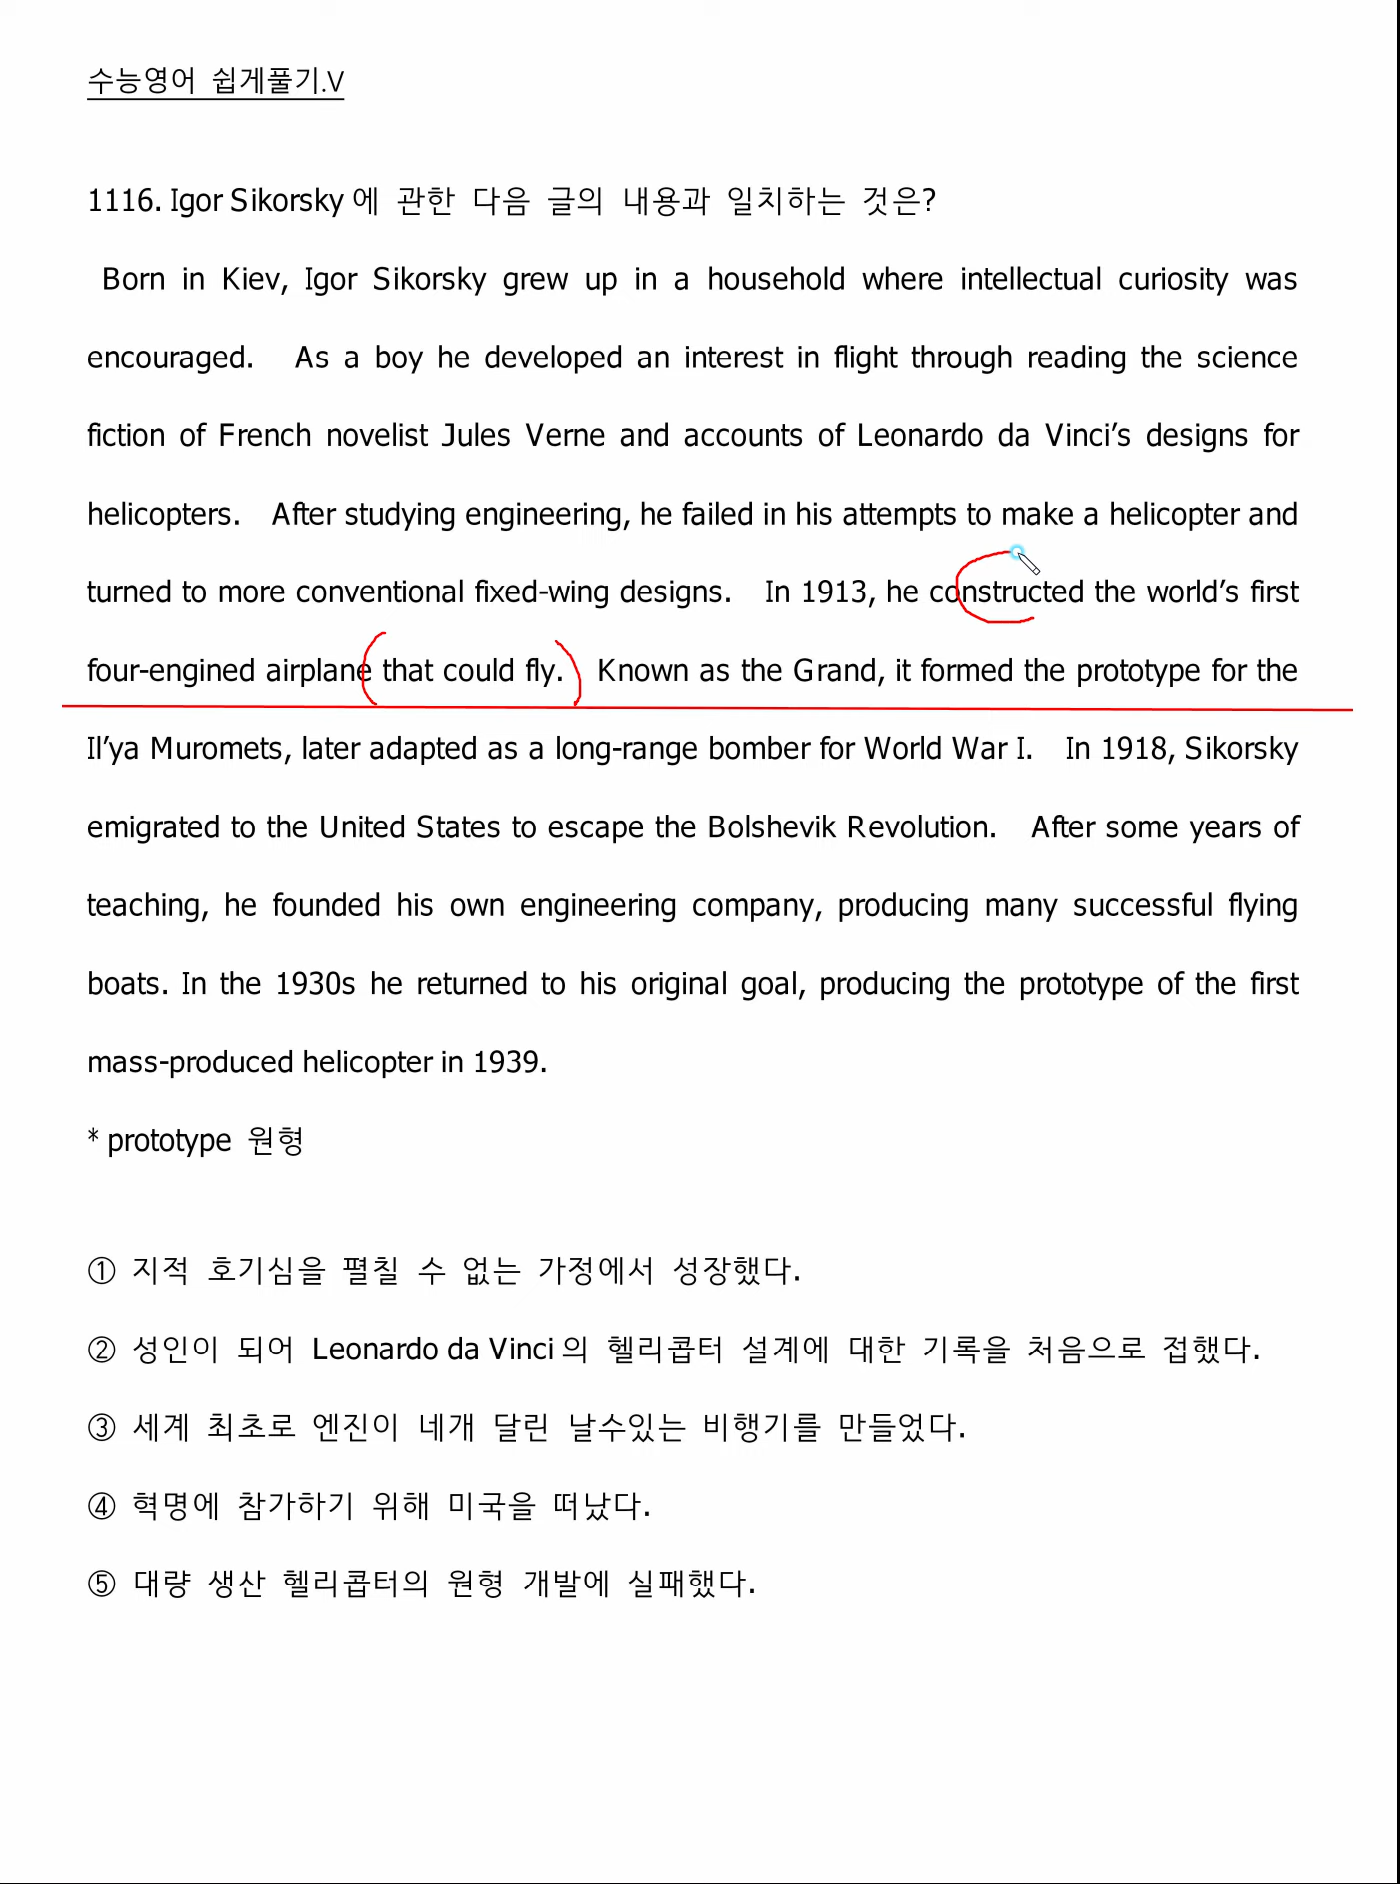 수능영어 쉽게풀기.V
1116. Igor Sikorsky에 관한 다음 글의 내용과 일치하는 것은?
Born in Kiev, Igor Sikorsky grew up in a household where intellectual curiosity was
encouraged. As a boy he developed an interest in flight through reading the science
fiction of French novelist Jules Verne and accounts of Leonardo da Vinci’s designs for
helicopters. After studying engineering, he failed in his attempts to make a helicopter and
turned to more conventional fixed-wing designs. In 1913, he constructed the world’s first
four-engined airplane that could fly. Known as the Grand, it formed the prototype for the
Il’ya Muromets, later adapted as a long-range bomber for World War I. In 1918, Sikorsky
emigrated to the United States to escape the Bolshevik Revolution. After some years of
teaching, he founded his own engineering company, producing many successful flying
boats. In the 1930s he returned to his original goal, producing the prototype of the first
mass-produced helicopter in 1939.
* prototype 원형
① 지적 호기심을 펼칠 수 없는 가정에서 성장했다.
② 성인이 되어 Leonardo da Vinci의 헬리콥터 설계에 대한 기록을 처음으로 접했다.
③ 세계 최초로 엔진이 네개 달린 날수있는 비행기를 만들었다.
④ 혁명에 참가하기 위해 미국을 떠났다.
⑤ 대량 생산 헬리콥터의 원형 개발에 실패했다.